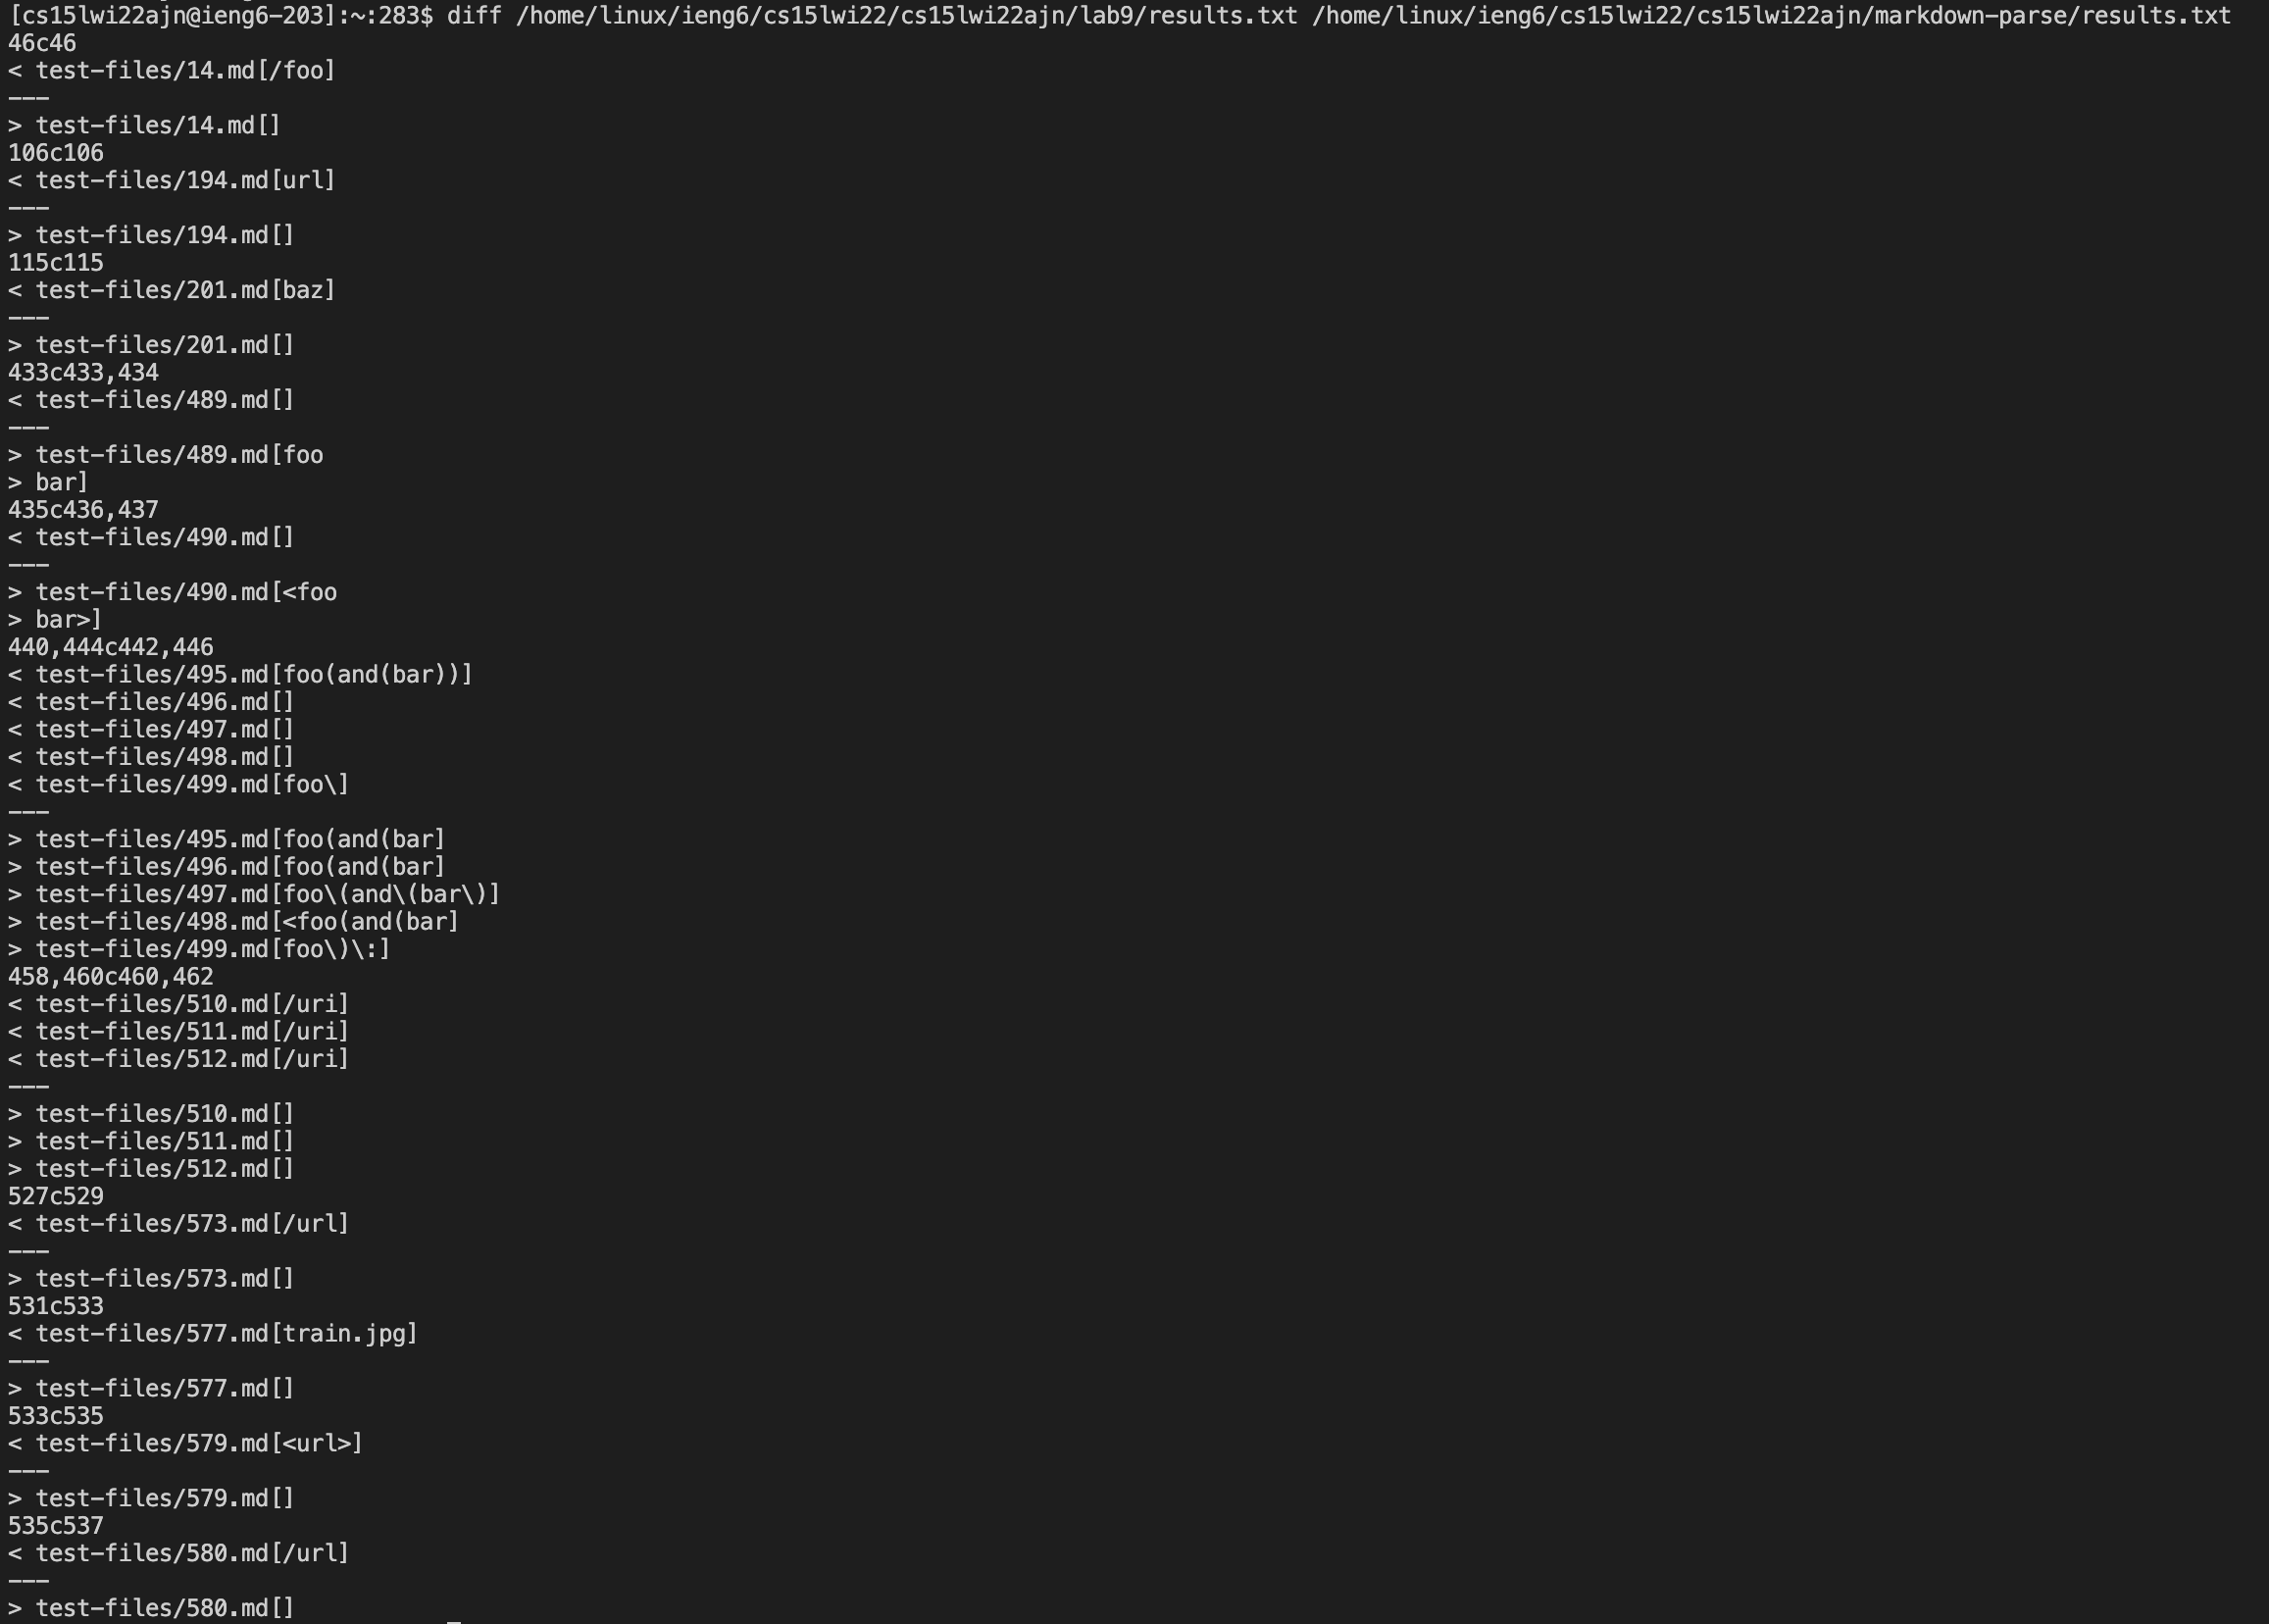 [cs15lwi22ajn@ieng6-203]:~:283$ diff /home/linux/ieng6/cs15lwi22/cs15lwi22ajn/lab9/results.txt /home/linux/ieng6/cs15lwi22/cs15lwi22ajn/markdown-parse/results.txt
46c46
< test-files/14.md[/foo]
---
> test-files/14.md[]
106c106
< test-files/194.md[url]
---
> test-files/194.md[]
115c115
< test-files/201.md[baz]
---
> test-files/201.md[]
433c433,434
< test-files/489.md[]
---
> test-files/489.md[foo
> bar]
435c436,437
< test-files/490.md[]
---
> test-files/490.md[<foo
> bar>]
440,444c442,446
< test-files/495.md[foo(and(bar))]
< test-files/496.md[]
< test-files/497.md[]
< test-files/498.md[]
< test-files/499.md[foo\]
---
> test-files/495.md[foo(and(bar]
> test-files/496.md[foo(and(bar]
> test-files/497.md[foo\(and\(bar\)]
> test-files/498.md[<foo(and(bar]
> test-files/499.md[foo\)\:]
458,460c460,462
< test-files/510.md[/uri]
< test-files/511.md[/uri]
< test-files/512.md[/uri]
---
> test-files/510.md[]
> test-files/511.md[]
> test-files/512.md[]
527c529
< test-files/573.md[/url]
---
> test-files/573.md[]
531c533
< test-files/577.md[train.jpg]
---
> test-files/577.md[]
533c535
< test-files/579.md[<url>]
---
> test-files/579.md[]
535c537
< test-files/580.md[/url]
---
> test-files/580.md[]